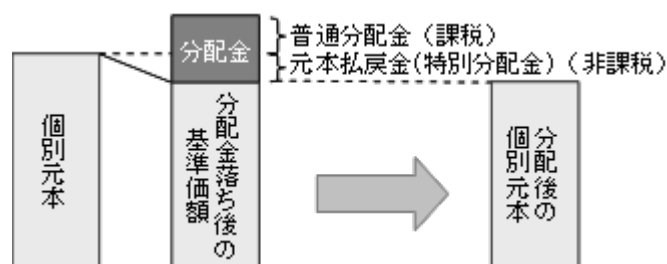 分配金
普通分配金（課税）
元本払戻金(特別分配金)（非課税）
個別元本
分配金落ち後の
基準価額
分配後の
個別元本